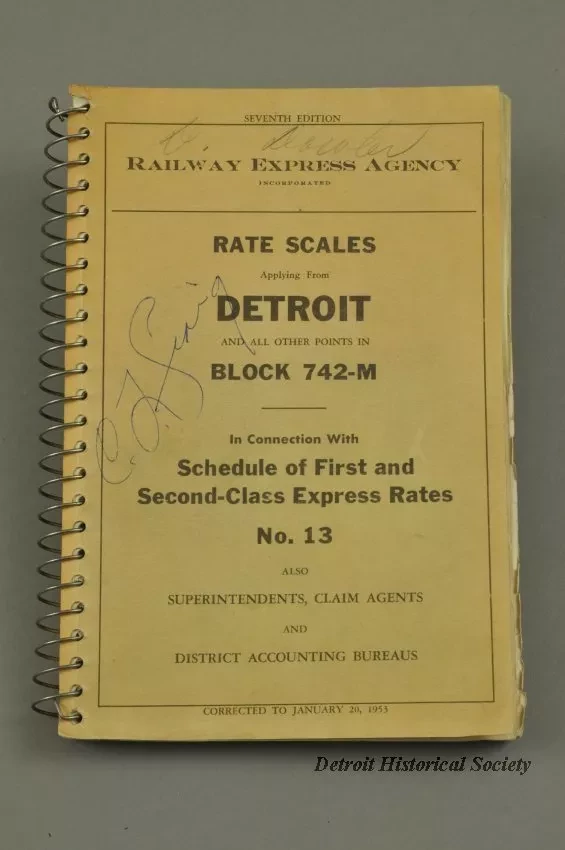 SEVENTH EDITION
RAILWAY EXPRESS AGENCY
INCORPORATED
RATE SCALES
Applying From
DETROIT
AND ALL OTHER POINTS IN
BLOCK 742-M
In Connection With
Schedule of First and
Second-Class Express Rates
No. 13
ALSO
SUPERINTENDENTS, CLAIM AGENTS
AND
DISTRICT ACCOUNTING BUREAUS
CORRECTED TO JANUARY 20, 1953
Detroit Historical Society